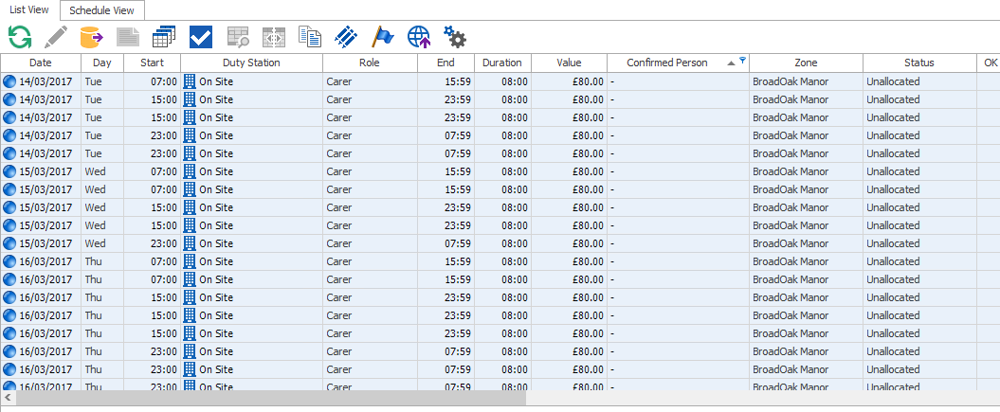 List View Schedule View
Date Day Start Duty Station Role End Duration Value Confirmed Person Zone Status OK
14/03/2017 Tue 07:00 On Site Carer 15:59 08:00 £80.00 - BroadOak Manor Unallocated
14/03/2017 Tue 15:00 On Site Carer 23:59 08:00 £80.00 - BroadOak Manor Unallocated
14/03/2017 Tue 15:00 On Site Carer 23:59 08:00 £80.00 - BroadOak Manor Unallocated
14/03/2017 Tue 23:00 On Site Carer 07:59 08:00 £80.00 - BroadOak Manor Unallocated
14/03/2017 Tue 23:00 On Site Carer 07:59 08:00 £80.00 - BroadOak Manor Unallocated
15/03/2017 Wed 07:00 On Site Carer 15:59 08:00 £80.00 - BroadOak Manor Unallocated
15/03/2017 Wed 07:00 On Site Carer 15:59 08:00 £80.00 - BroadOak Manor Unallocated
15/03/2017 Wed 15:00 On Site Carer 23:59 08:00 £80.00 - BroadOak Manor Unallocated
15/03/2017 Wed 15:00 On Site Carer 23:59 08:00 £80.00 - BroadOak Manor Unallocated
15/03/2017 Wed 23:00 On Site Carer 07:59 08:00 £80.00 - BroadOak Manor Unallocated
16/03/2017 Thu 07:00 On Site Carer 15:59 08:00 £80.00 - BroadOak Manor Unallocated
16/03/2017 Thu 07:00 On Site Carer 15:59 08:00 £80.00 - BroadOak Manor Unallocated
16/03/2017 Thu 15:00 On Site Carer 23:59 08:00 £80.00 - BroadOak Manor Unallocated
16/03/2017 Thu 15:00 On Site Carer 23:59 08:00 £80.00 - BroadOak Manor Unallocated
16/03/2017 Thu 15:00 On Site Carer 23:59 08:00 £80.00 - BroadOak Manor Unallocated
16/03/2017 Thu 23:00 On Site Carer 07:59 08:00 £80.00 - BroadOak Manor Unallocated
16/03/2017 Thu 23:00 On Site Carer 07:59 08:00 £80.00 - BroadOak Manor Unallocated
16/03/2017 Thu 23:00 On Site Carer 07:59 08:00 £80.00 - BroadOak Manor Unallocated